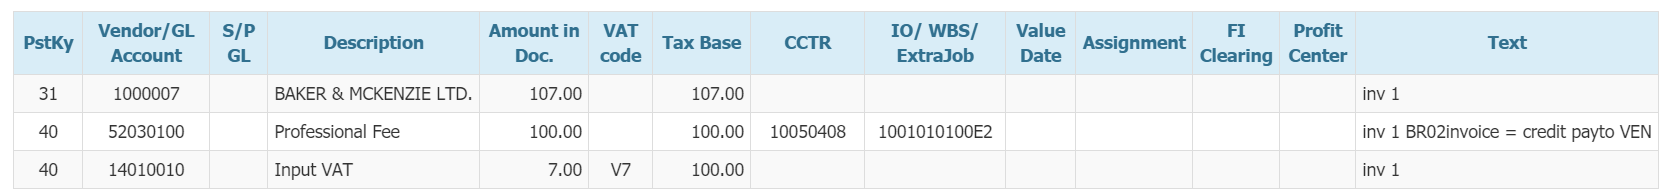 PstKy Vendor/GL Account S/P GL Description Amount in Doc. VAT code Tax Base CCTR IO/ WBS/ ExtraJob Value Date Assignment FI Clearing Profit Center Text
31 1000007 BAKER & MCKENZIE LTD. 107.00 107.00 inv 1
40 52030100 Professional Fee 100.00 100.00 10050408 1001010100E2 inv 1 BR02invoice = credit payto VEN
40 14010010 Input VAT 7.00 V7 100.00 inv 1